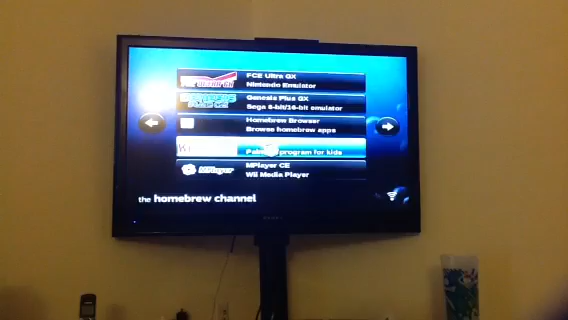 FCE Ultra GX
Nintendo Emulator
Genesis Plus GX
Sega 8-bit/16-bit emulator
Homebrew Browser
Browse homebrew apps
program for kids
MPlayer
MPlayer CE
Wii Media Player
the homebrew channel